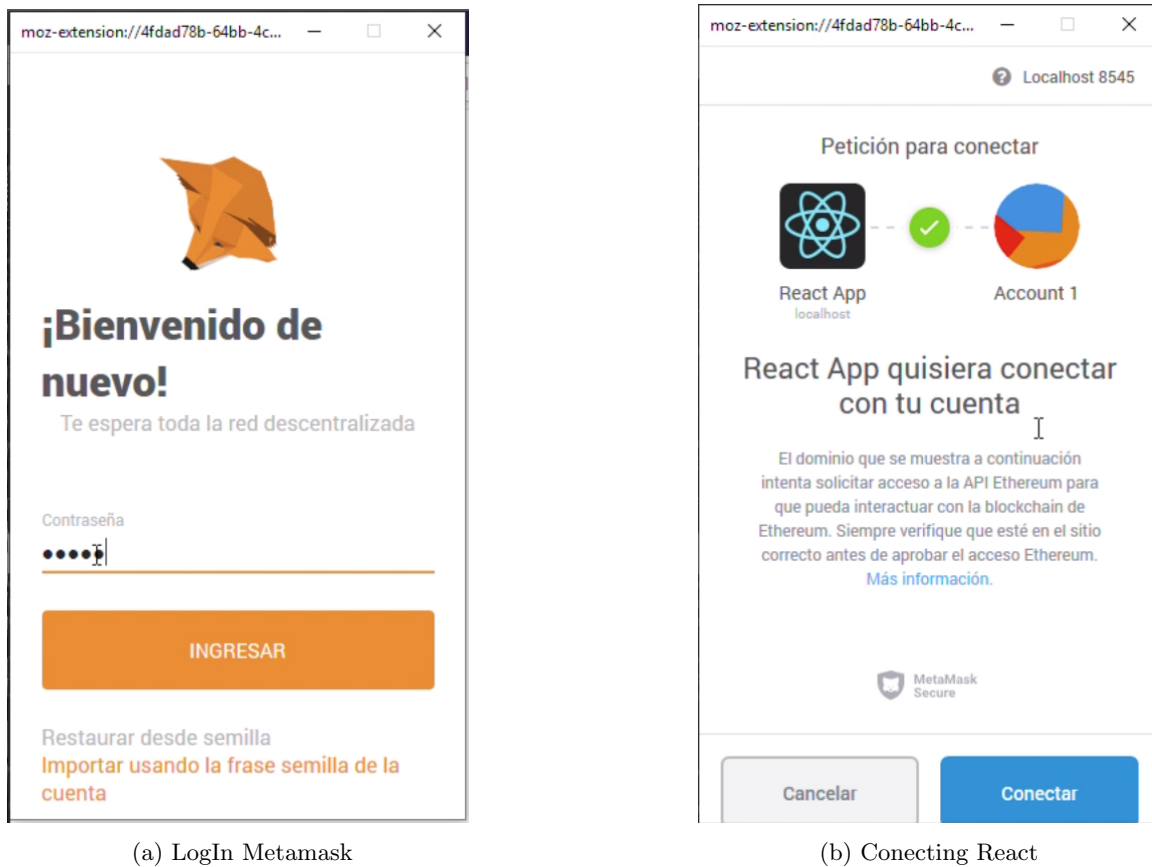 moz-extension://4fdad78b-64bb-4c...
¡Bienvenido de
nuevo!
Te espera toda la red descentralizada
Contraseña
INGRESAR
Restaurar desde semilla
Importar usando la frase semilla de la
cuenta
(a) LogIn Metamask
moz-extension://4fdad78b-64bb-4c...
Localhost 8545
Petición para conectar
React App
localhost
Account 1
React App quisiera conectar
con tu cuenta
El dominio que se muestra a continuación
intenta solicitar acceso a la API Ethereum para
que pueda interactuar con la blockchain de
Ethereum. Siempre verifique que esté en el sitio
correcto antes de aprobar el acceso Ethereum.
Más información.
MetaMask
Secure
Cancelar
Conectar
(b) Conecting React